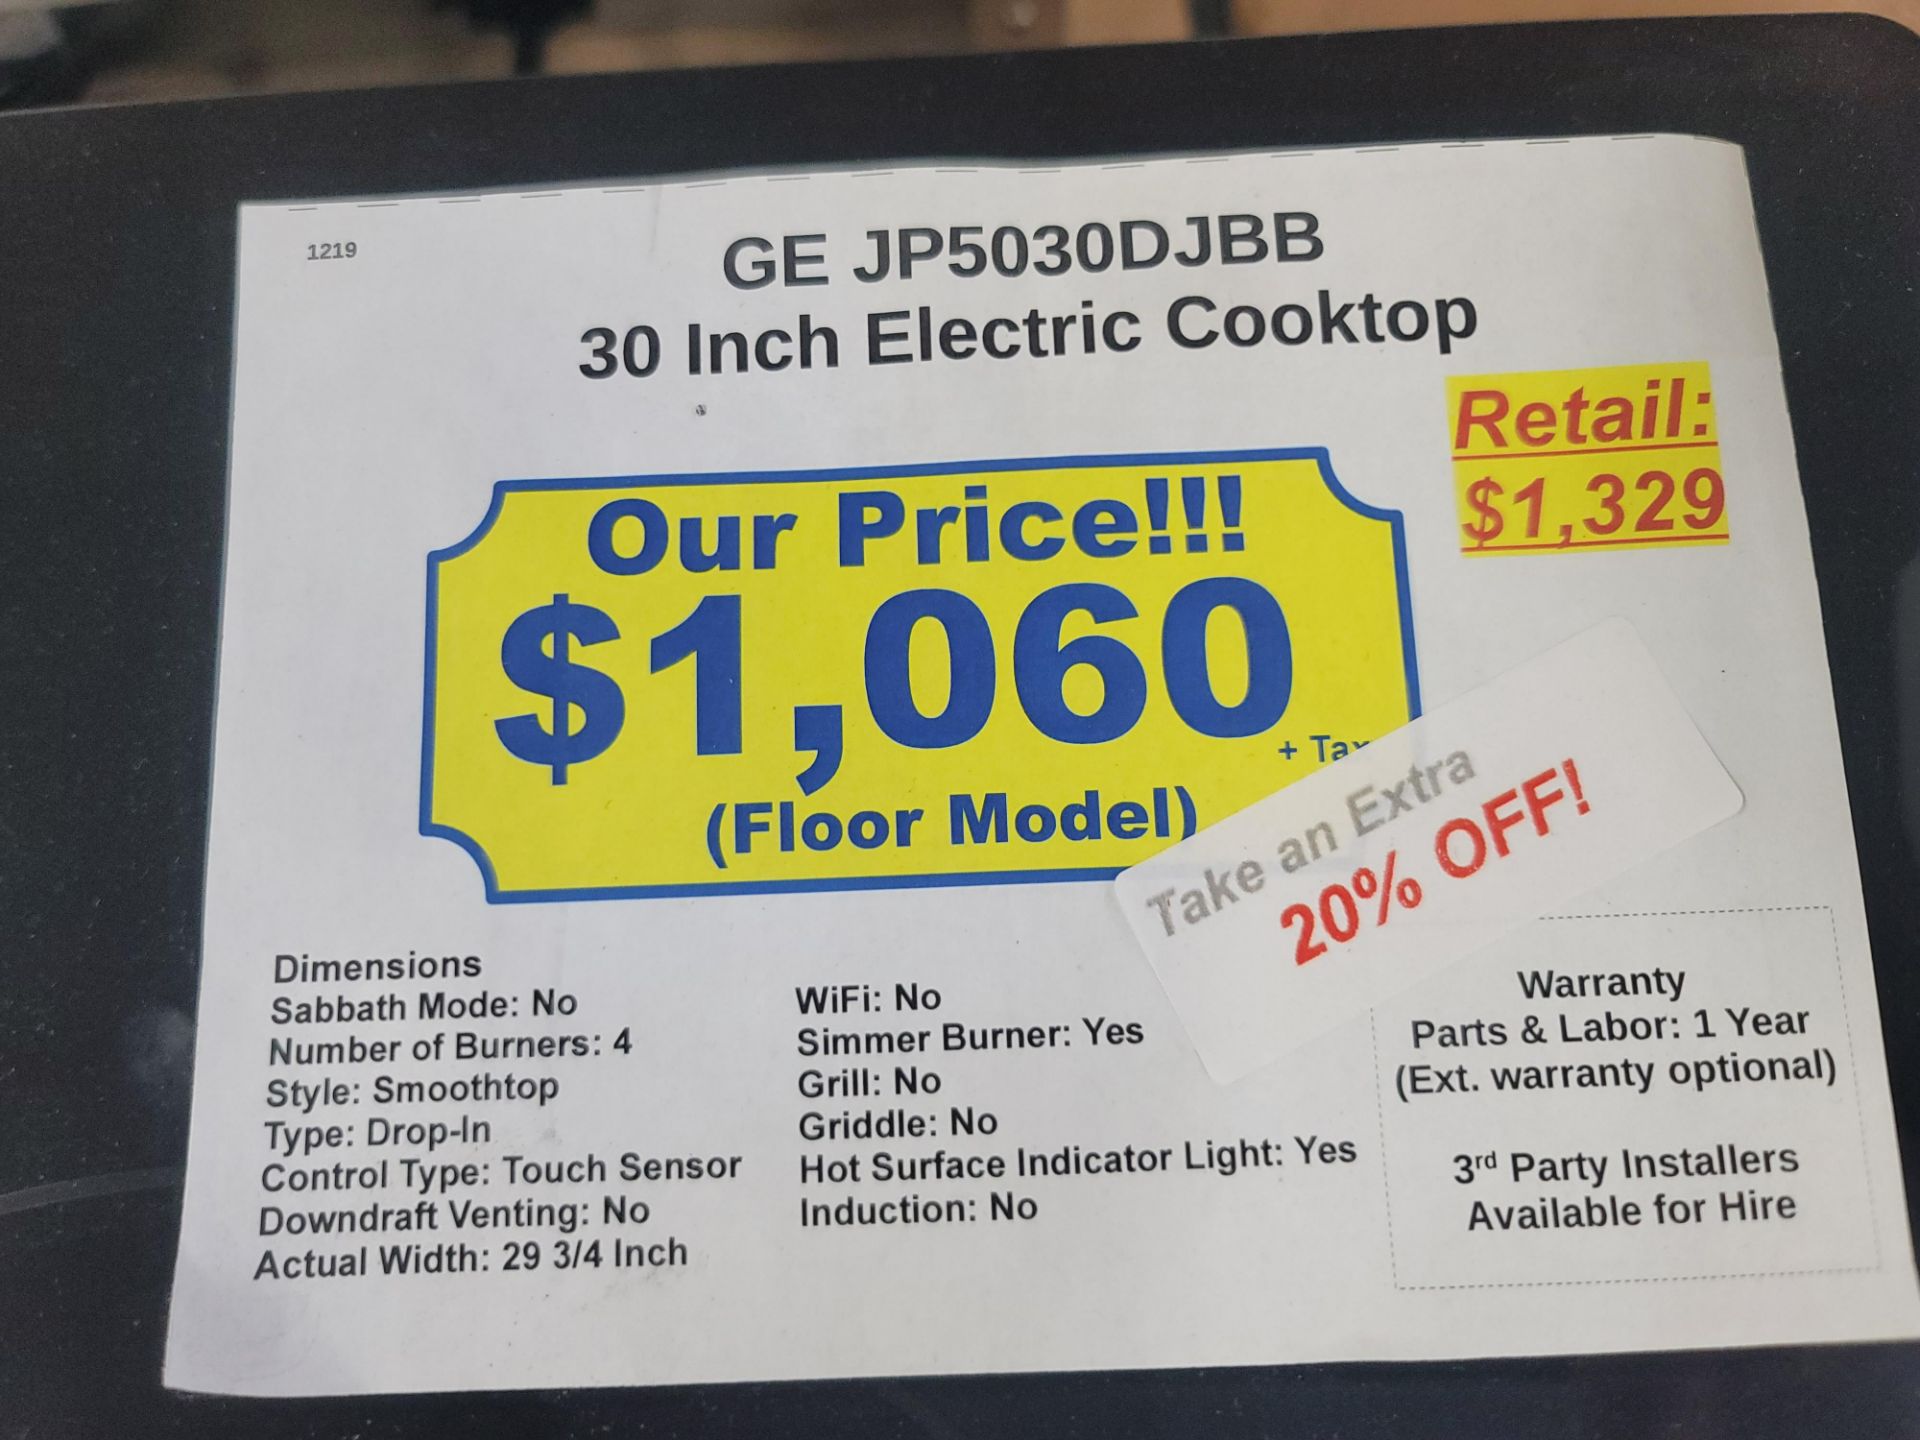 1219
GE JP5030DJBB
30 Inch Electric Cooktop
Retail:
$1,329
Our Price!!!
$1,060
+ Tax
(Floor Model)
Take an Extra
20% OFF!
Dimensions
Sabbath Mode: No
Number of Burners: 4
Style: Smoothtop
Type: Drop-In
Control Type: Touch Sensor
Downdraft Venting: No
Actual Width: 29 3/4 Inch
WiFi: No
Simmer Burner: Yes
Grill: No
Griddle: No
Hot Surface Indicator Light: Yes
Induction: No
Warranty
Parts & Labor: 1 Year
(Ext. warranty optional)
3rd Party Installers
Available for Hire